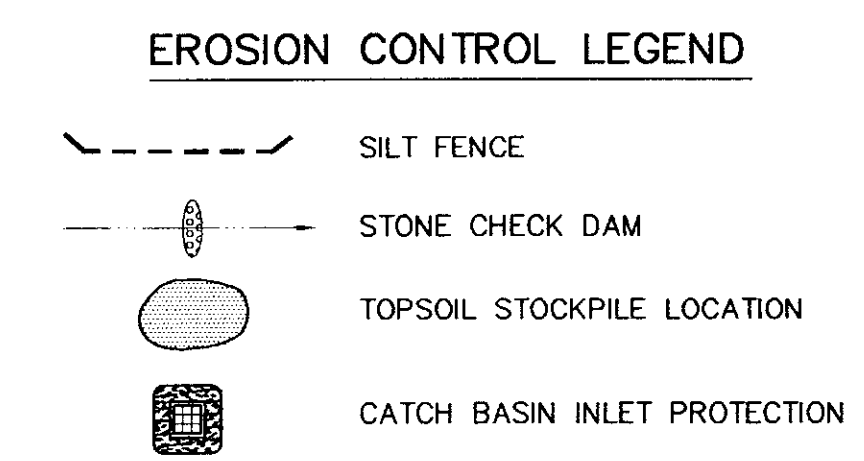 EROSION CONTROL LEGEND
SILT FENCE
STONE CHECK DAM
TOPSOIL STOCKPILE LOCATION
CATCH BASIN INLET PROTECTION